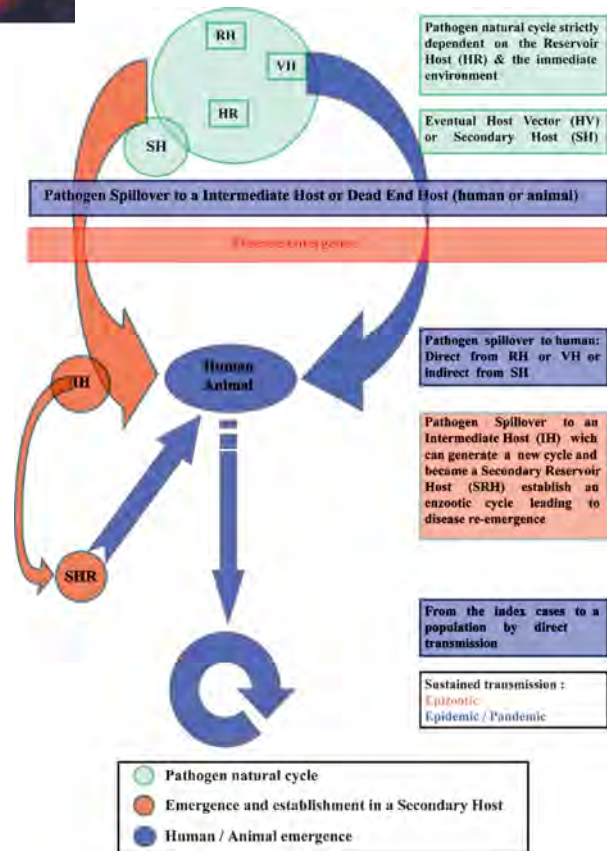 RH
VH
HR
SH
Pathogen natural cycle strictly
dependent on the Reservoir
Host (HR) & the immediate
environment
Eventual Host Vector (HV)
or Secondary Host (SH)
Pathogen Spillover to a Intermediate Host or Dead End Host (human or animal)
Human
Animal
IH
SHR
Pathogen spillover to human:
Direct from RH or VH or
indirect from SH
Pathogen Spillover to an
Intermediate Host (IH) wich
can generate a new cycle and
became a Secondary Reservoir
Host (SRH) establish an
enzootic cycle leading to
disease re-emergence
From the index cases to a
population by direct
transmission
Sustained transmission :
Epizootic
Epidemic / Pandemic
Pathogen natural cycle
Emergence and establishment in a Secondary Host
Human / Animal emergence